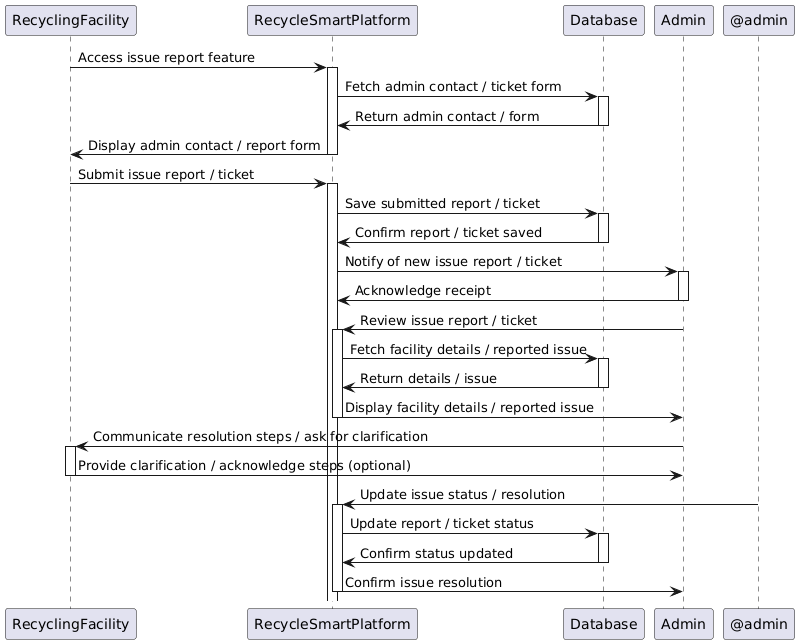 RecyclingFacility
RecycleSmartPlatform
Database
Admin
@admin
Access issue report feature
Fetch admin contact / ticket form
Return admin contact / form
Display admin contact / report form
Submit issue report / ticket
Save submitted report / ticket
Confirm report / ticket saved
Notify of new issue report / ticket
Acknowledge receipt
Review issue report / ticket
Fetch facility details / reported issue
Return details / issue
Display facility details / reported issue
Communicate resolution steps / ask for clarification
Provide clarification / acknowledge steps (optional)
Update issue status / resolution
Update report / ticket status
Confirm status updated
Confirm issue resolution
RecyclingFacility
RecycleSmartPlatform
Database
Admin
@admin